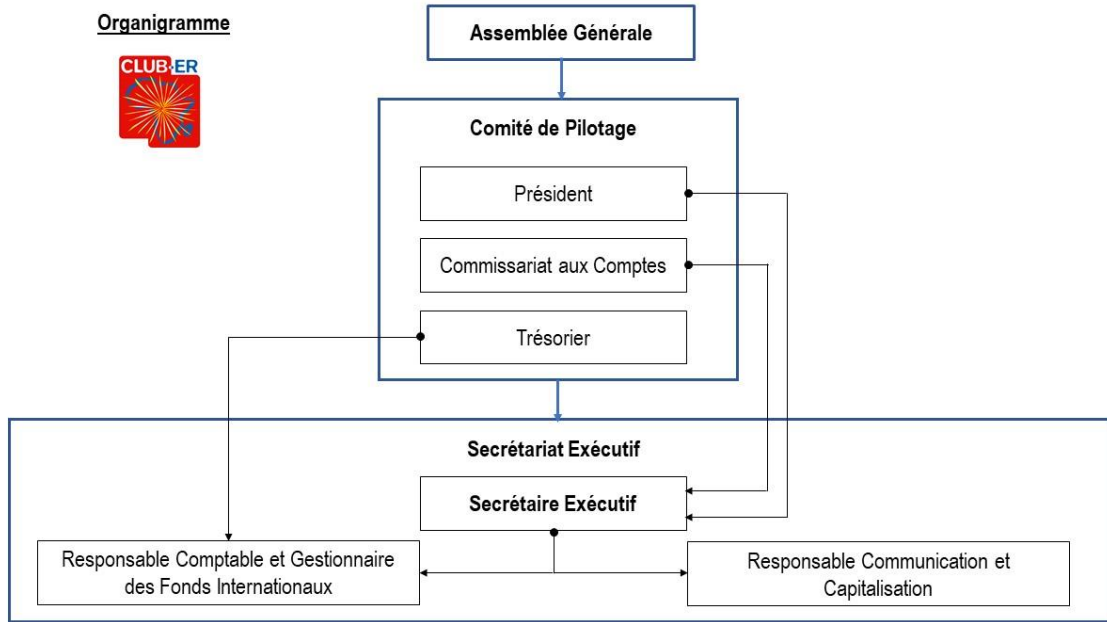 Organigramme
CLUB-ER
Assemblée Générale
Comité de Pilotage
Président
Commissariat aux Comptes
Trésorier
Secrétariat Exécutif
Secrétaire Exécutif
Responsable Comptable et Gestionnaire
des Fonds Internationaux
Responsable Communication et
Capitalisation